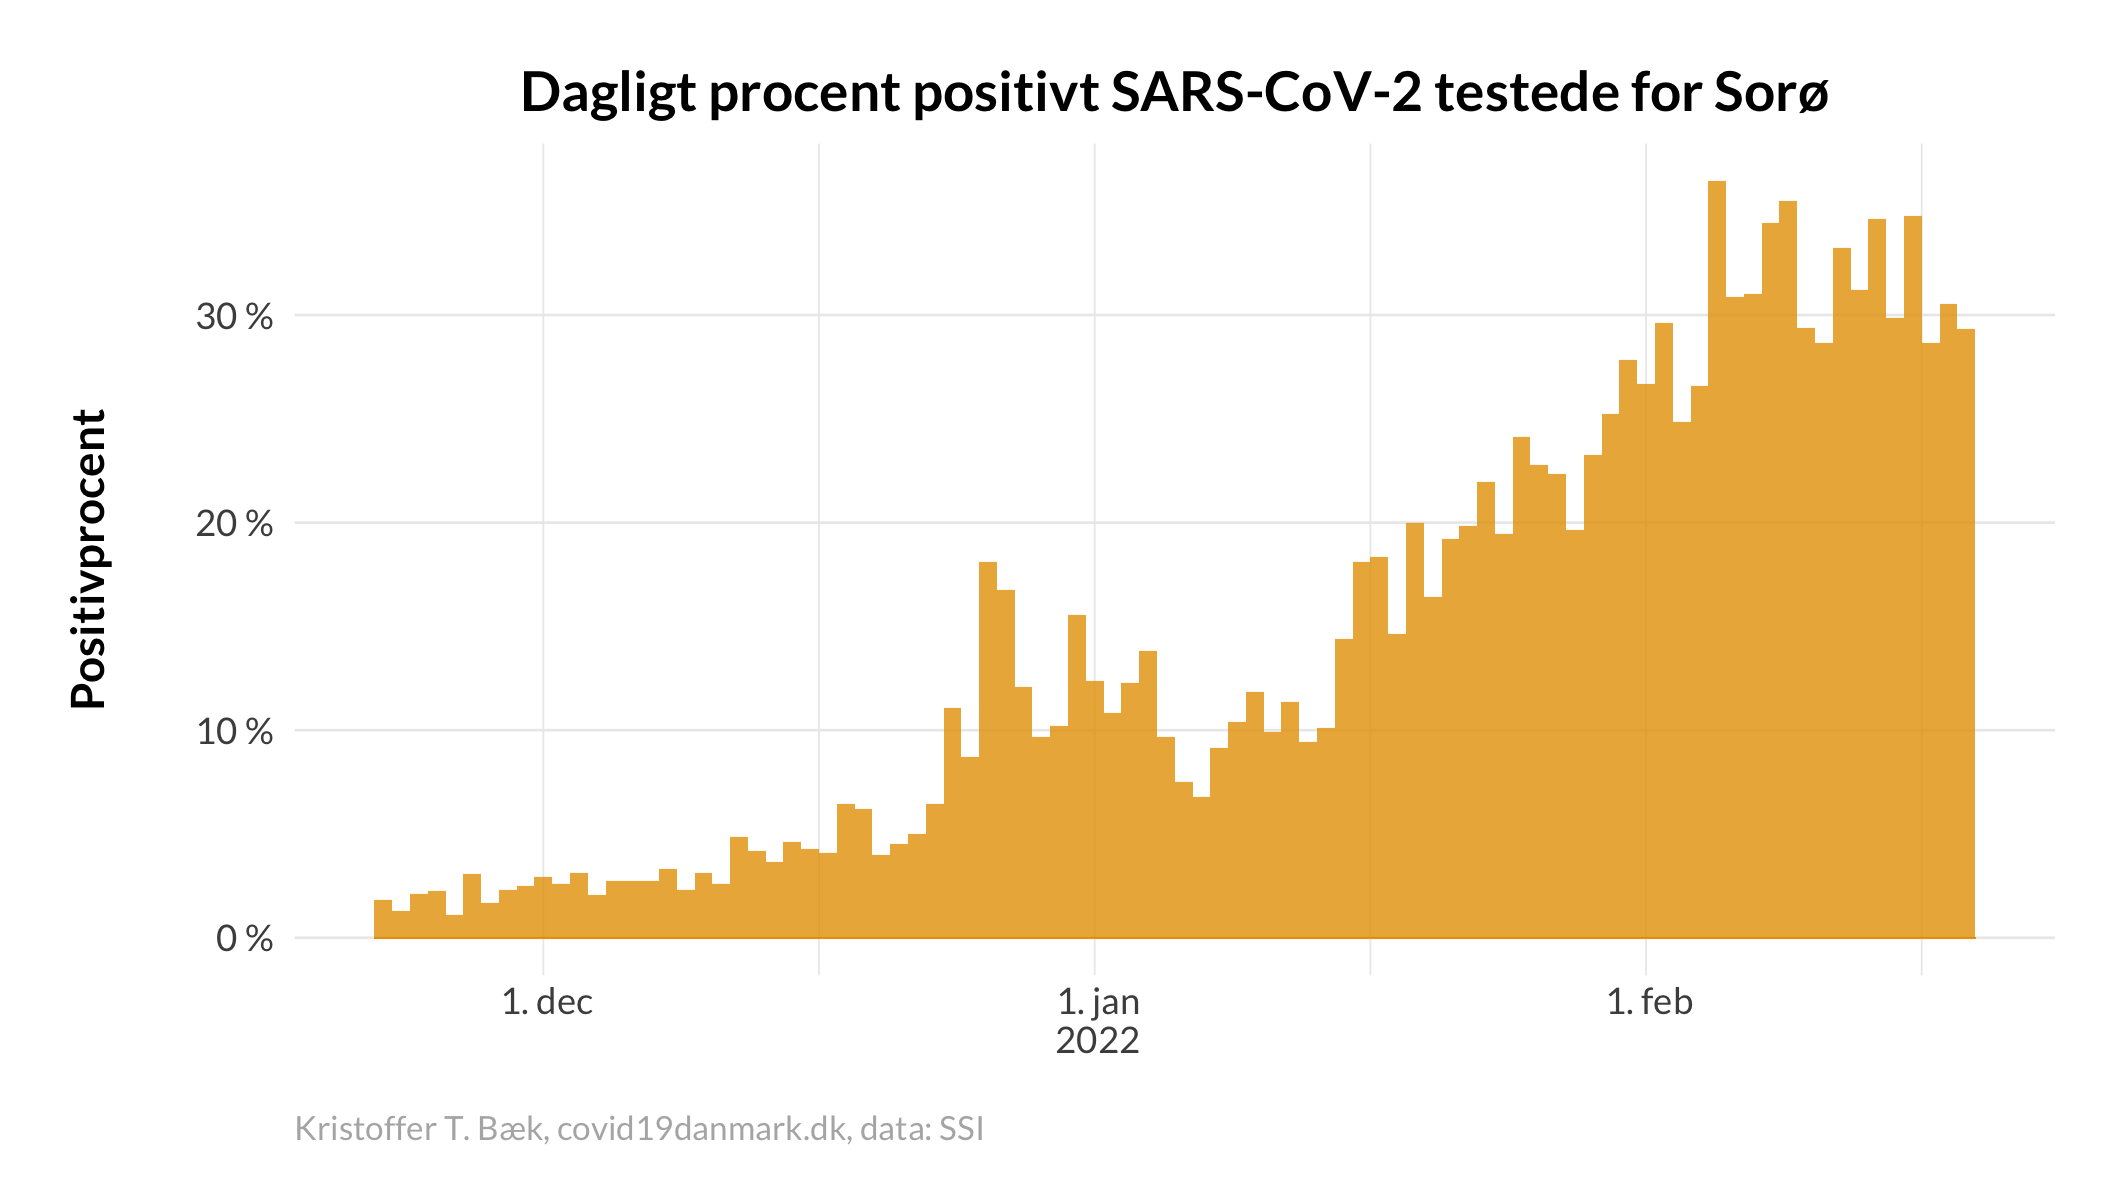 Dagligt procent positivt SARS-CoV-2 testede for Sorø
Positivprocent
30 %
20 %
10 %
0 %
1. dec
1. jan
2022
1. feb
Kristoffer T. Bæk, covid19danmark.dk, data: SSI